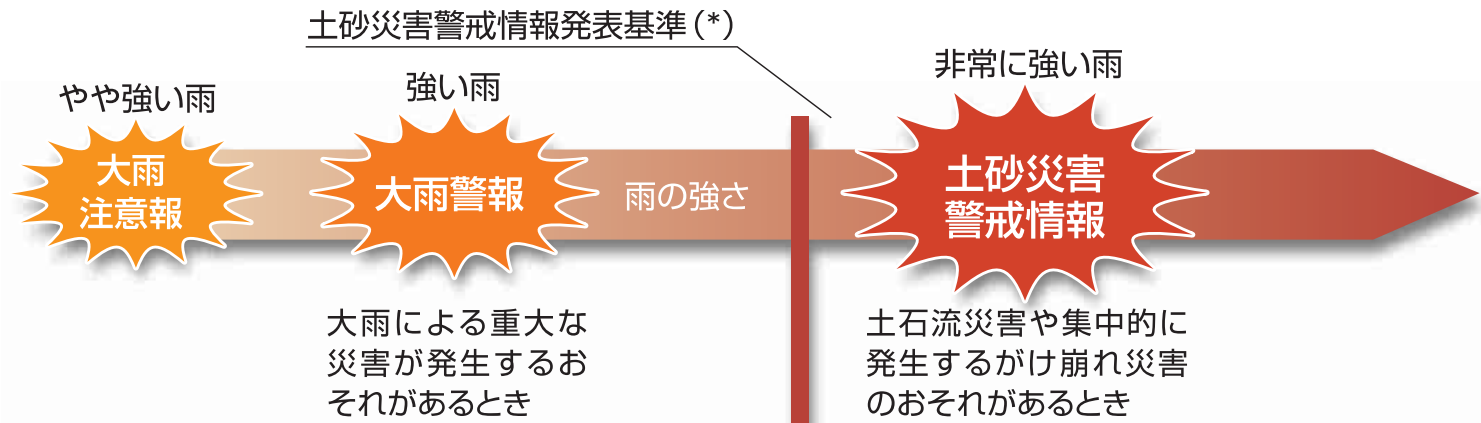 土砂災害警戒情報発表基準(*)
やや強い雨
大雨
注意報
強い雨
大雨警報
大雨による重大な
災害が発生するお
それがあるとき
雨の強さ
非常に強い雨
土砂災害
警戒情報
土石流災害や集中的に
発生するがけ崩れ災害
のおそれがあるとき